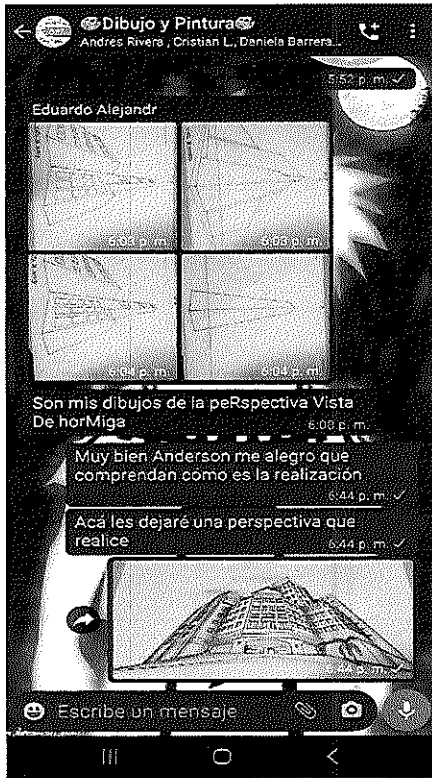 Dibujo y Pintura
Andres Rivera , Cristian L., Daniela Barrera...
5:52 p. m.
Eduardo Alejandr
6:03 p. m.
6:03 p. m.
6:04 p. m.
6:04 p. m.
Son mis dibujos de la peRspectiva Vista
De horMiga
6:08 p. m.
Muy bien Anderson me alegro que
comprendan como es la realización
6:44 p. m.
Acá les dejaré una perspectiva que
realice
6:44 p. m.
p. m.
Escribe un mensaje